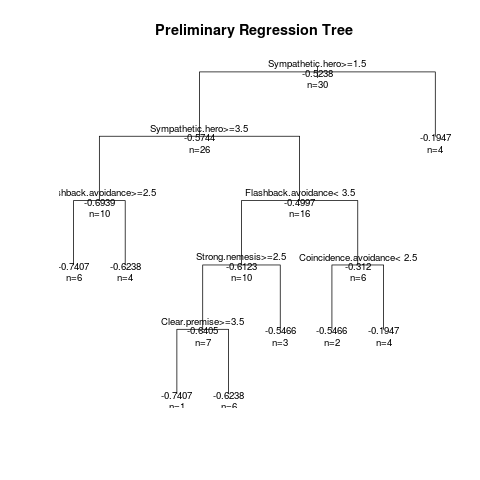 Preliminary Regression Tree
Sympathetic.hero>=1.5
-0.5238
n=30
Sympathetic.hero>=3.5
-0.5744
n=26
-0.1947
n=4
shback.avoidance>=2.5
-0.6939
n=10
Flashback.avoidance< 3.5
-0.4997
n=16
-0.7407
n=6
-0.6238
n=4
Strong.nemesis>=2.5
-0.6123
n=10
Coincidence.avoidance< 2.5
-0.312
n=6
Clear.premise>=3.5
-0.6405
n=7
-0.5466
n=3
-0.5466
n=2
-0.1947
n=4
-0.7407
n=1
-0.6238
n=6